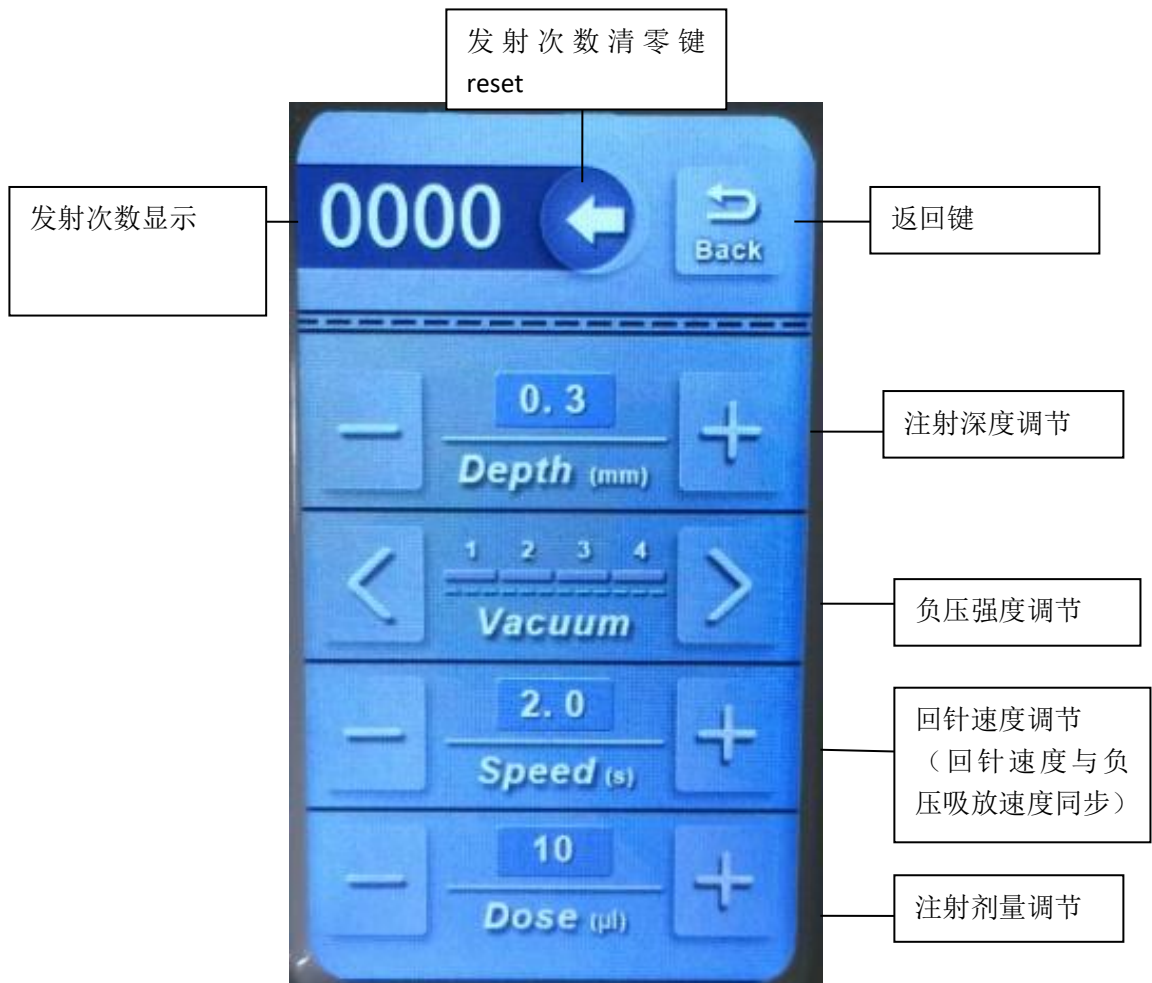 发射次数清零键
reset
发射次数显示
0000
Back
返回键
0.3
Depth (mm)
注射深度调节
1 2 3 4
Vacuum
负压强度调节
2.0
Speed (s)
回针速度调节
（回针速度与负
压吸放速度同步）
10
Dose (μl)
注射剂量调节